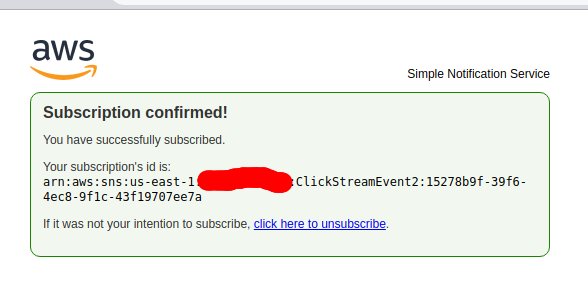 aws
Simple Notification Service
Subscription confirmed!
You have successfully subscribed.
Your subscription's id is:
arn:aws:sns:us-east-1:ClickStreamEvent2:15278b9f-39f6-
4ec8-9f1c-43f19707ee7a
If it was not your intention to subscribe, click here to unsubscribe.